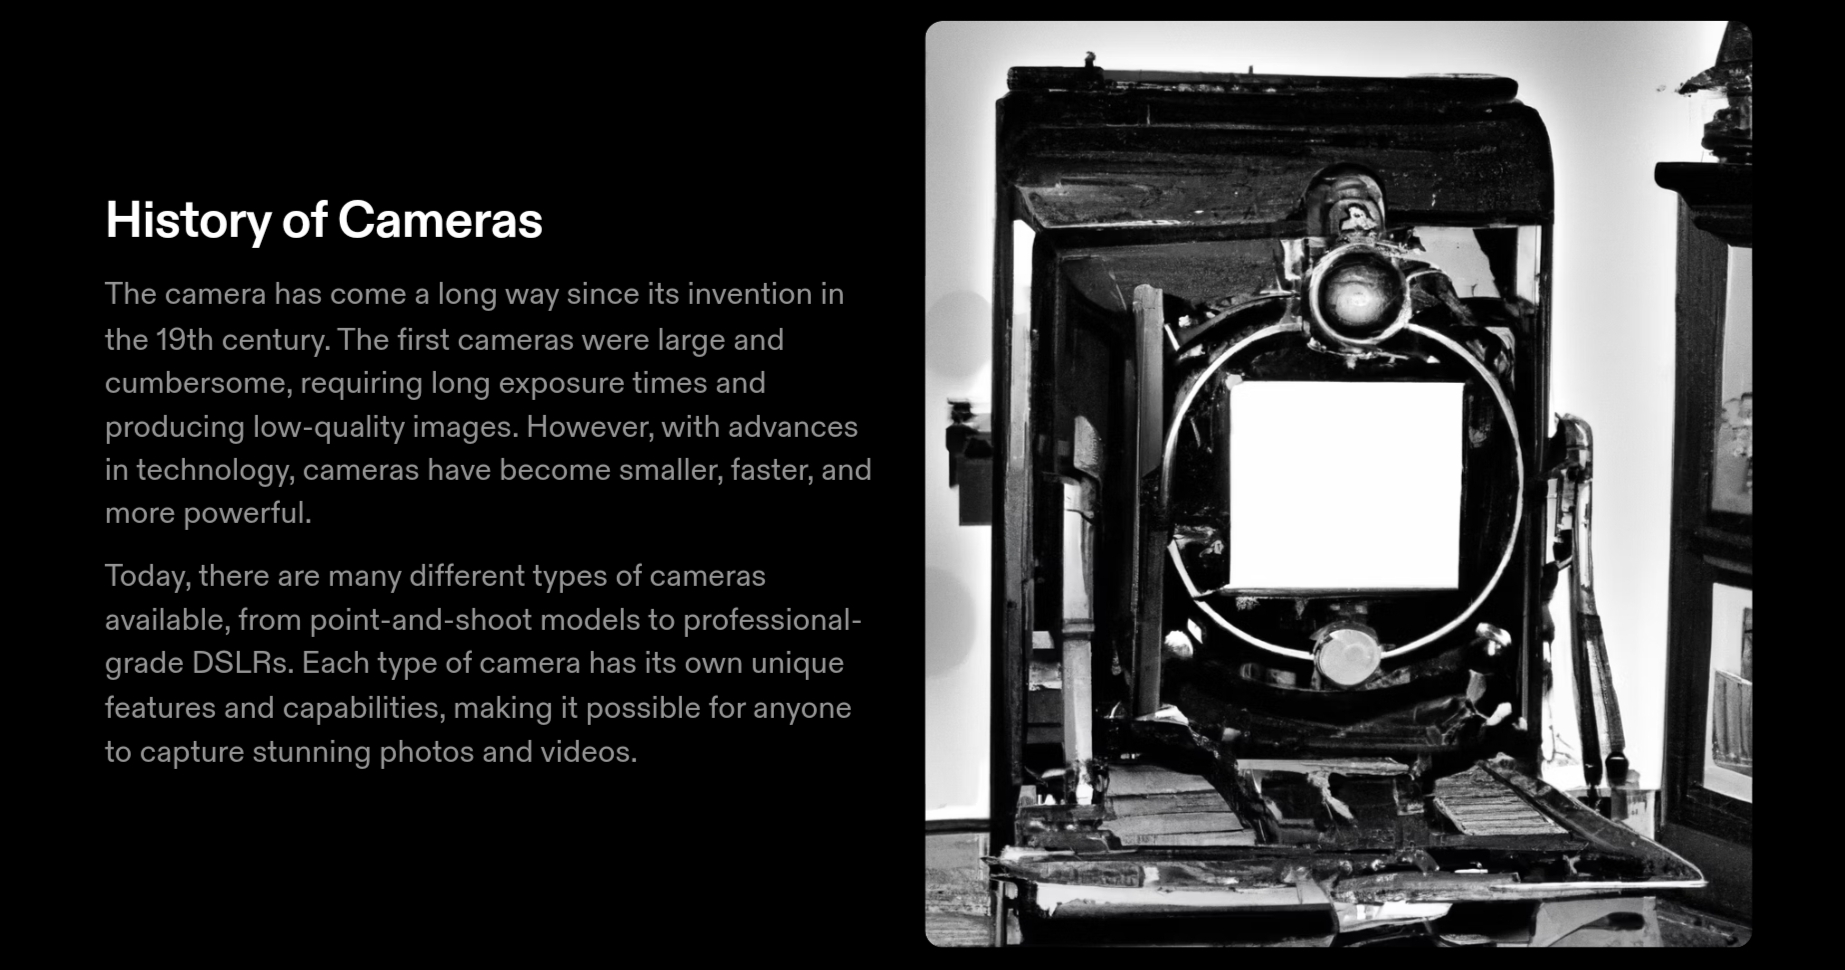 History of Cameras
The camera has come a long way since its invention in
the 19th century. The first cameras were large and
cumbersome, requiring long exposure times and
producing low-quality images. However, with advances
in technology, cameras have become smaller, faster, and
more powerful.
Today, there are many different types of cameras
available, from point-and-shoot models to professional-
grade DSLRs. Each type of camera has its own unique
features and capabilities, making it possible for anyone
to capture stunning photos and videos.